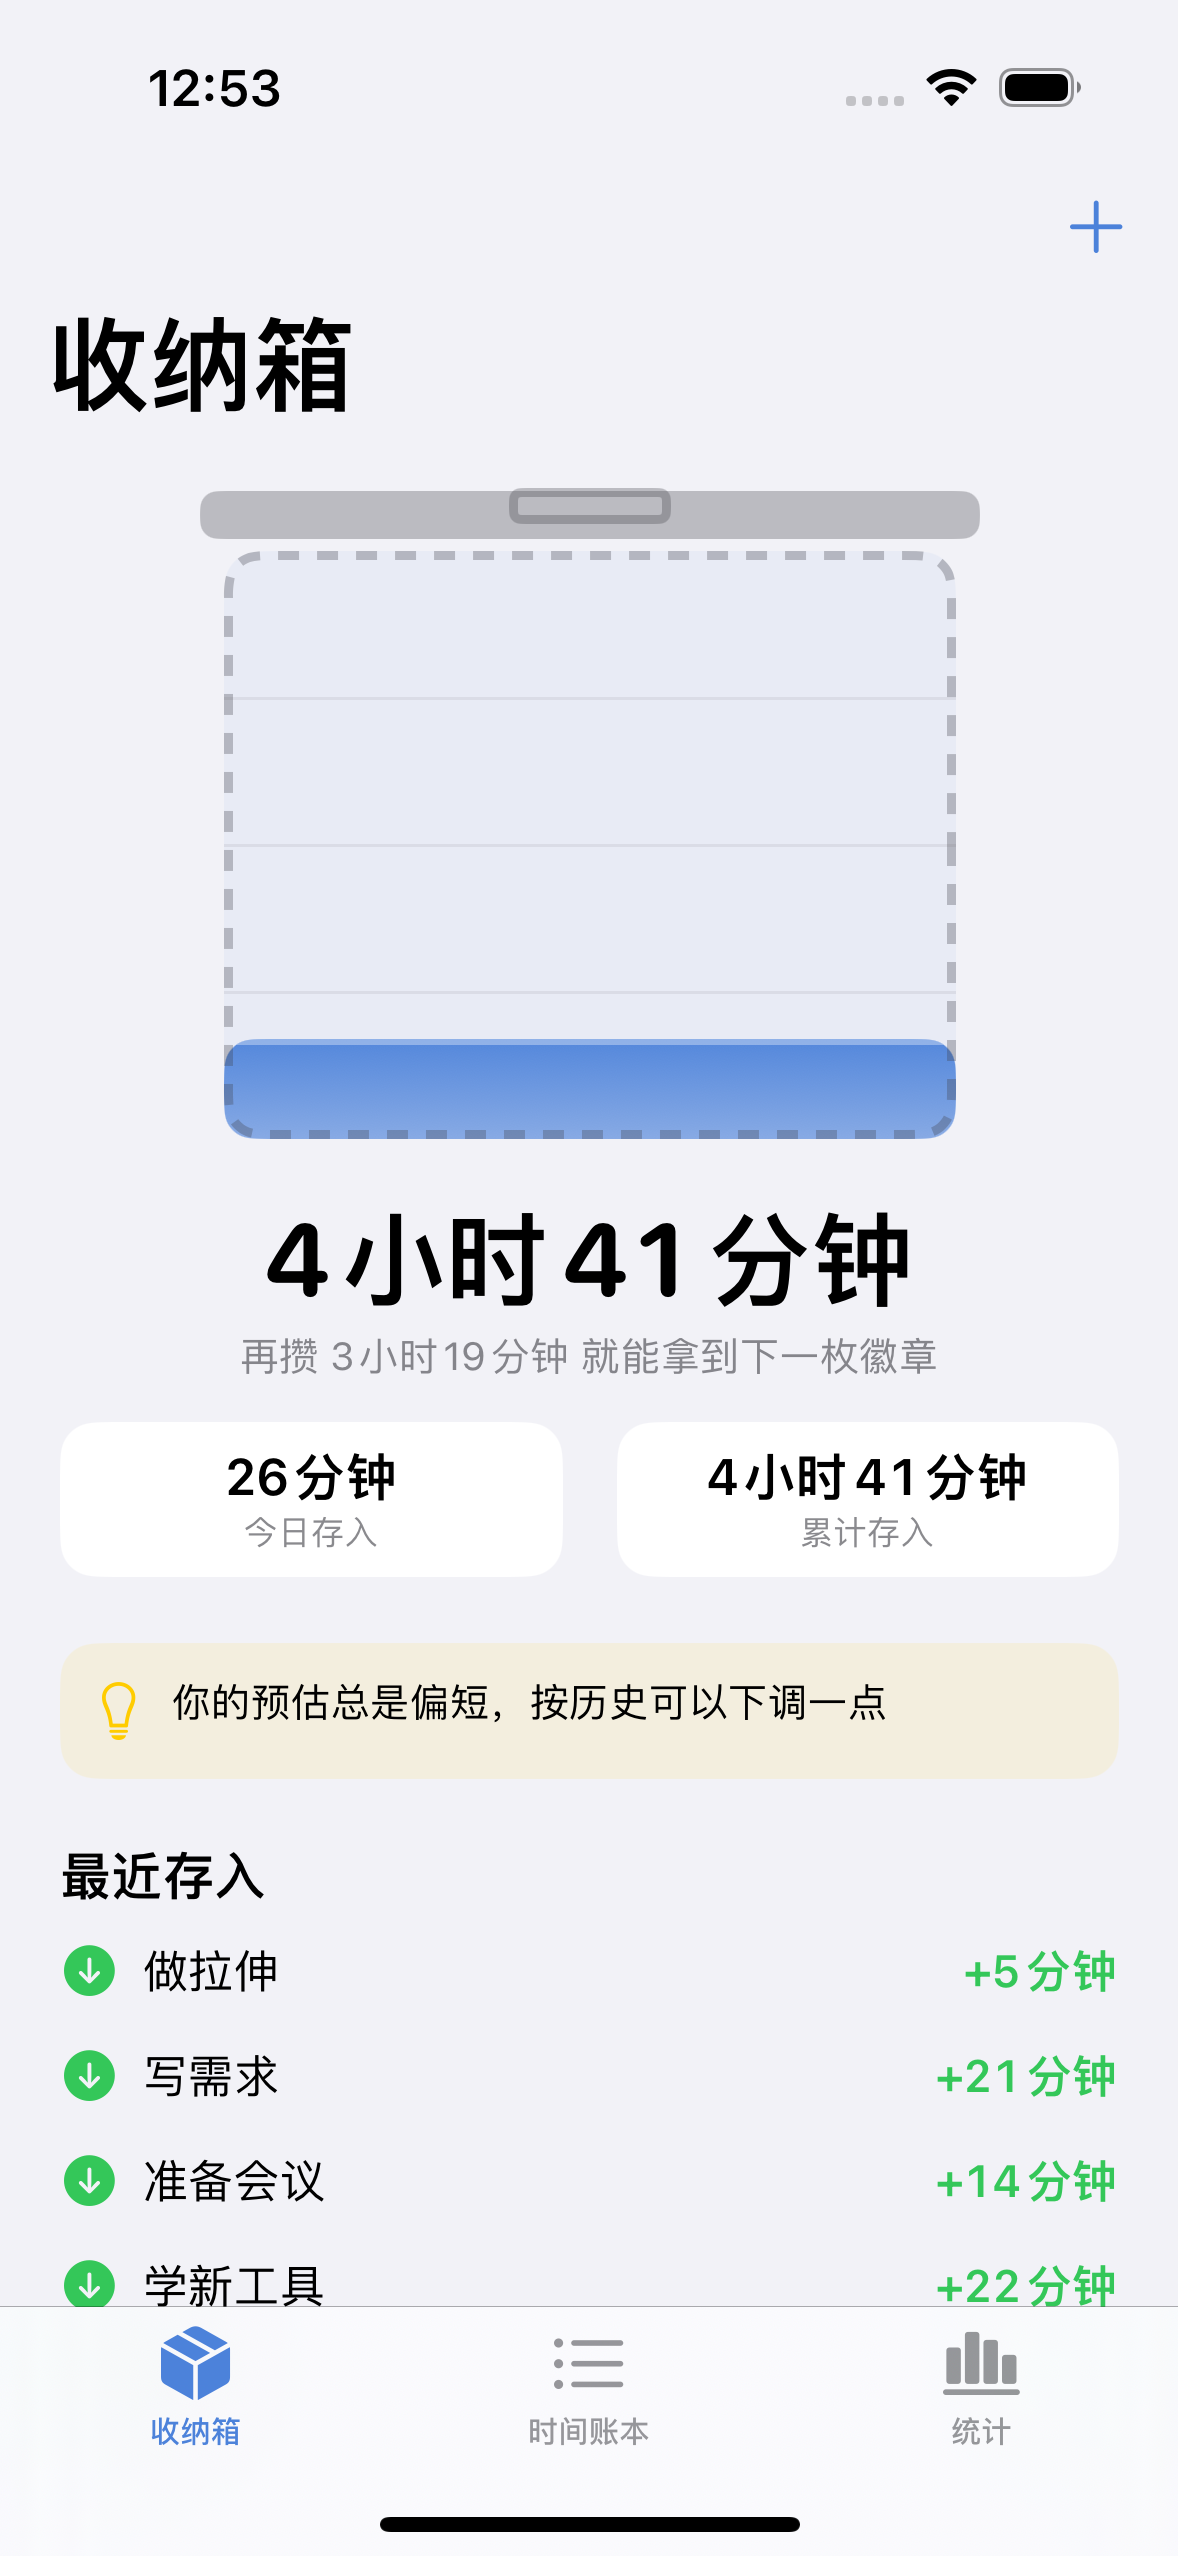 12:53
收纳箱
4小时41分钟
再攒 3小时19分钟 就能拿到下一枚徽章
26分钟
今日存入
4小时41分钟
累计存入
你的预估总是偏短，按历史可以下调一点
最近存入
做拉伸
+5分钟
写需求
+21分钟
准备会议
+14分钟
学新工具
+22分钟
收纳箱
时间账本
统计